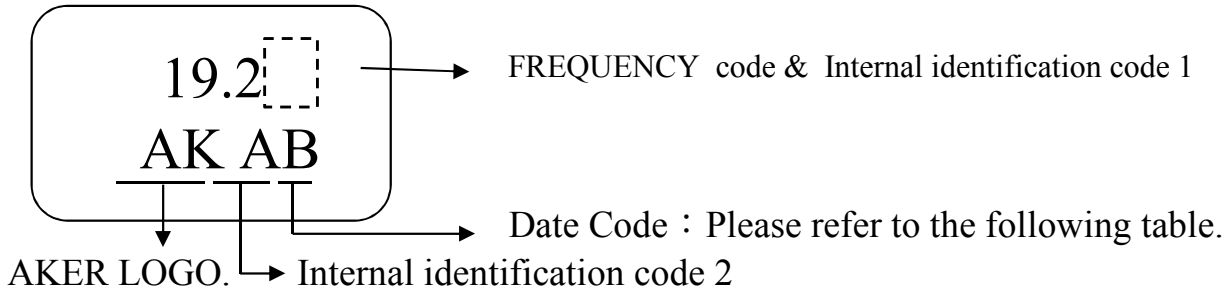 19.2
FREQUENCY code & Internal identification code 1
AK AB
Date Code：Please refer to the following table.
AKER LOGO.
Internal identification code 2